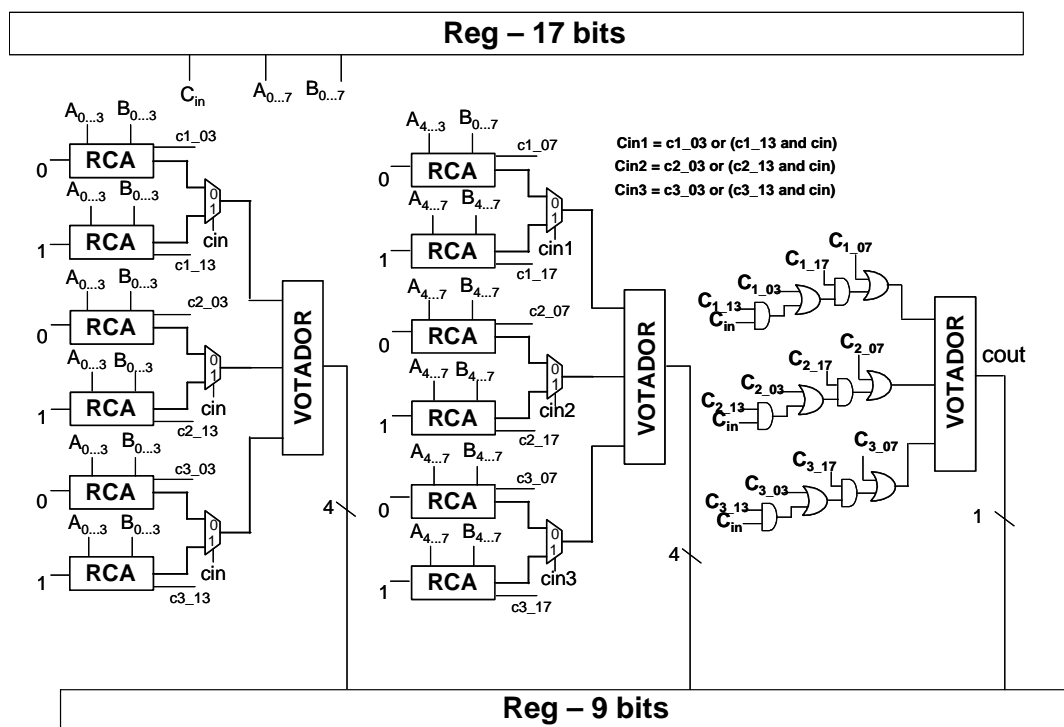 Reg – 17 bits
Cin
A0...7
B0...7
A0...3
B0...3
c1_03
0
RCA
A0...3
B0...3
0
1
cin
1
RCA
c1_13
A0...3
B0...3
c2_03
0
RCA
A0...3
B0...3
0
1
cin
1
RCA
c2_13
A0...3
B0...3
c3_03
0
RCA
A0...3
B0...3
0
1
cin
1
RCA
c3_13
VOTADOR
4
A4...3
B0...7
c1_07
0
RCA
A4...7
B4...7
0
1
cin1
1
RCA
c1_17
A4...7
B4...7
c2_07
0
RCA
A4...7
B4...7
0
1
cin2
1
RCA
c2_17
A4...7
B4...7
c3_07
0
RCA
A4...7
B4...7
0
1
cin3
1
RCA
c3_17
VOTADOR
4
Cin1 = c1_03 or (c1_13 and cin)
Cin2 = c2_03 or (c2_13 and cin)
Cin3 = c3_03 or (c3_13 and cin)
C1_07
C1_17
C1_03
C1_13
Cin
C2_07
C2_17
C2_03
C2_13
Cin
C3_07
C3_17
C3_03
C3_13
Cin
VOTADOR
cout
1
Reg – 9 bits